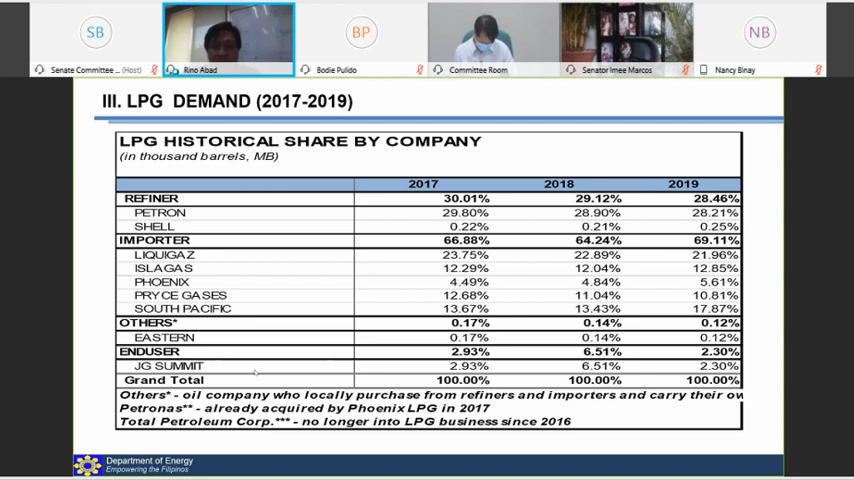 SB
BP
NB
Senate Committee ... (Host)
Rino Abad
Bodie Pulido
Committee Room
Senator Imee Marcos
Nancy Binay
III. LPG DEMAND (2017-2019)
LPG HISTORICAL SHARE BY COMPANY
(in thousand barrels, MB)
2017 2018 2019
REFINER 30.01% 29.12% 28.46%
PETRON 29.80% 28.90% 28.21%
SHELL 0.22% 0.21% 0.25%
IMPORTER 66.88% 64.24% 69.11%
LIQUIGAZ 23.75% 22.89% 21.96%
ISLAGAS 12.29% 12.04% 12.85%
PHOENIX 4.49% 4.84% 5.61%
PRYCE GASES 12.68% 11.04% 10.81%
SOUTH PACIFIC 13.67% 13.43% 17.87%
OTHERS* 0.17% 0.14% 0.12%
EASTERN 0.17% 0.14% 0.12%
ENDUSER 2.93% 6.51% 2.30%
JG SUMMIT 2.93% 6.51% 2.30%
Grand Total 100.00% 100.00% 100.00%
Others* - oil company who locally purchase from refiners and importers and carry their ow
Petronas** - already acquired by Phoenix LPG in 2017
Total Petroleum Corp.*** - no longer into LPG business since 2016
Department of Energy
Empowering the Filipinos